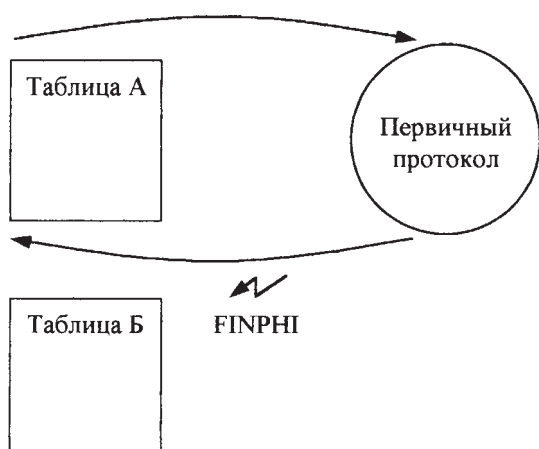 Таблица А
Первичный
протокол
Таблица Б
FINPHI